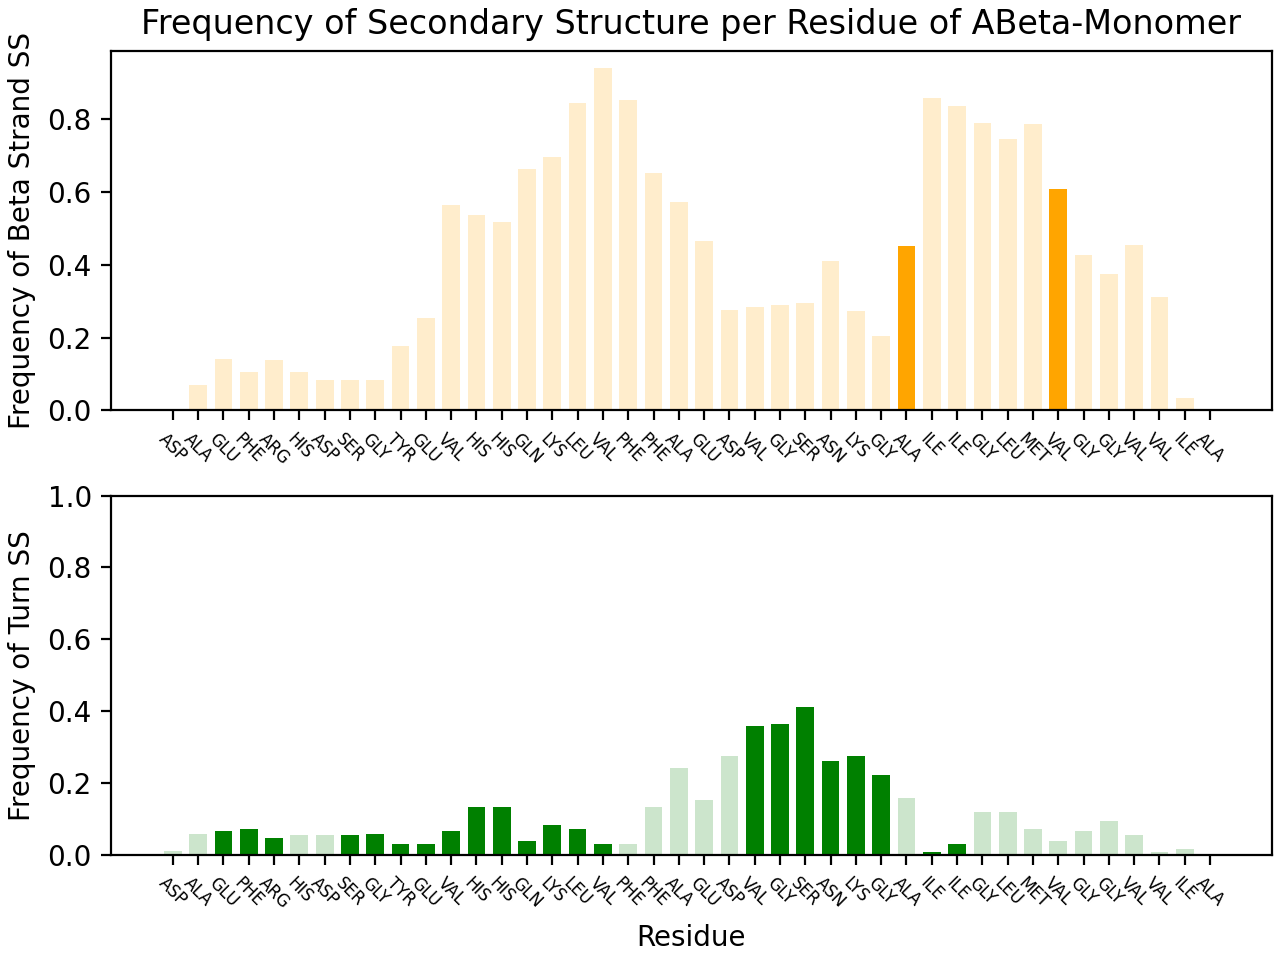 Frequency of Secondary Structure per Residue of ABeta-Monomer
Frequency of Beta Strand SS
0.8
0.6
0.4
0.2
0.0
ASP ALA GLU PHE ARG HIS ASP SER GLY TYR GLU VAL HIS HIS GLN LYS LEU VAL PHE PHE ALA GLU ASP VAL GLY SER ASN LYS GLY ALA ILE ILE GLY LEU MET VAL GLY GLY VAL VAL ILE ALA
Frequency of Turn SS
1.0
0.8
0.6
0.4
0.2
0.0
ASP ALA GLU PHE ARG HIS ASP SER GLY TYR GLU VAL HIS HIS GLN LYS LEU VAL PHE PHE ALA GLU ASP VAL GLY SER ASN LYS GLY ALA ILE ILE GLY LEU MET VAL GLY GLY VAL VAL ILE ALA
Residue